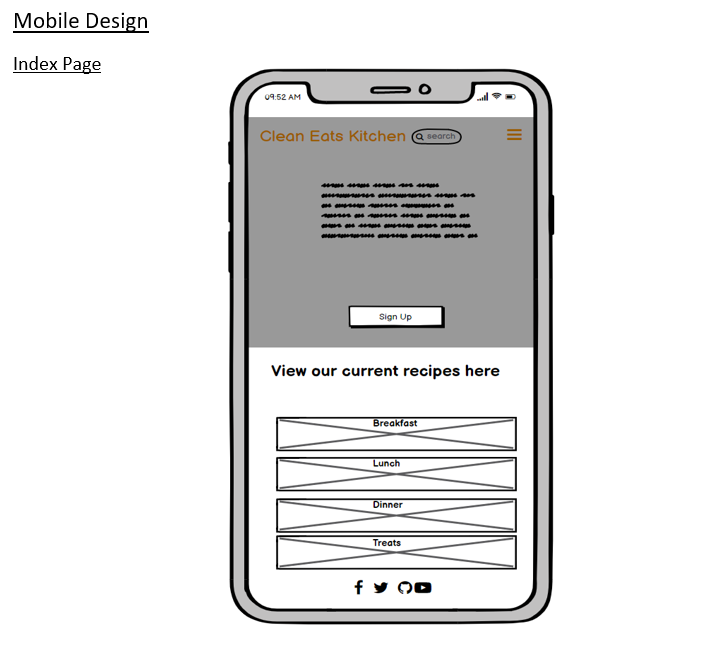 Mobile Design
Index Page
09:52 AM
Clean Eats Kitchen search
Sign Up
View our current recipes here
Breakfast
Lunch
Dinner
Treats